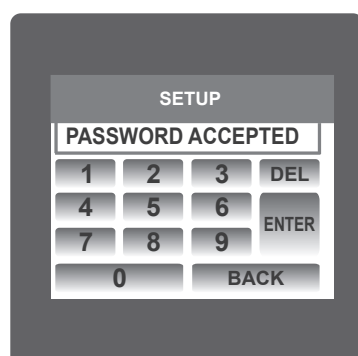 SETUP
PASSWORD ACCEPTED
1 2 3 DEL
4 5 6 ENTER
7 8 9
0 BACK